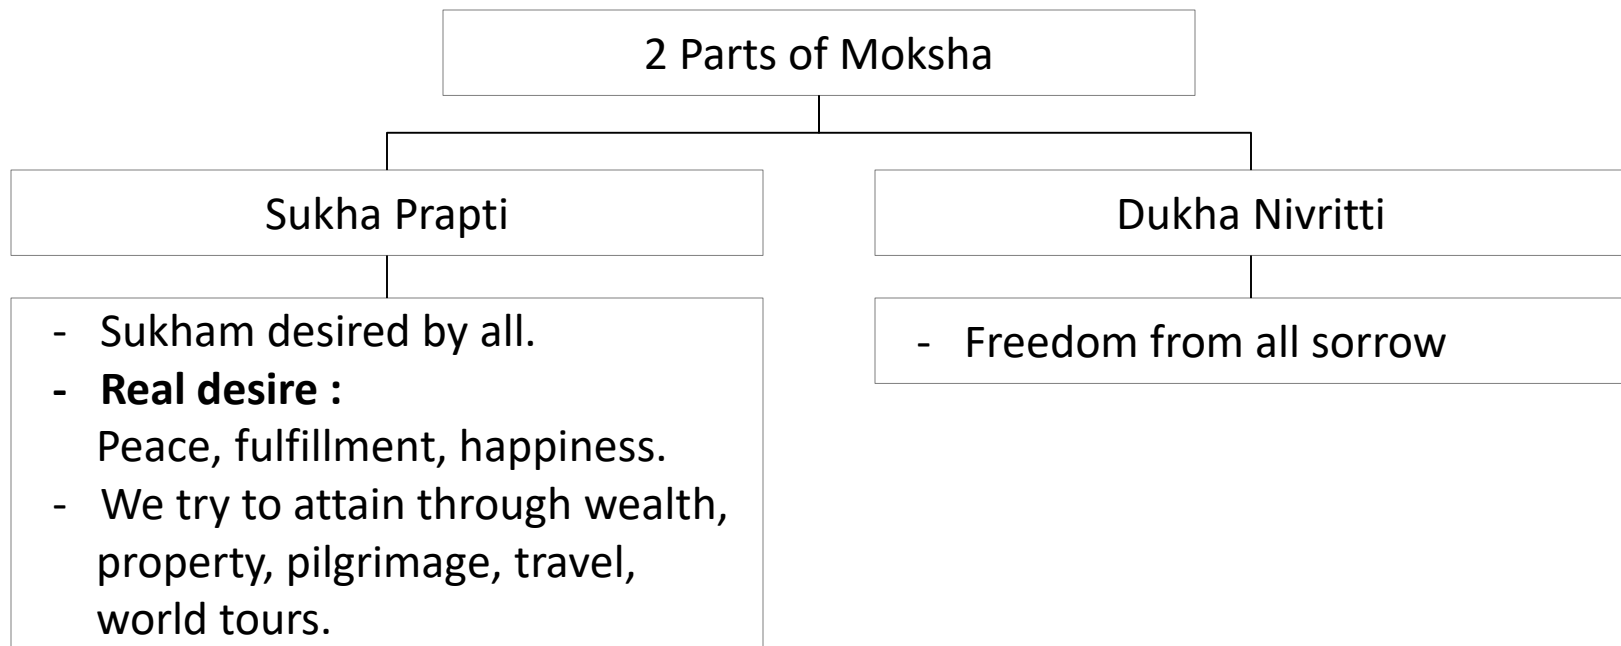 2 Parts of Moksha
Sukha Prapti
- Sukham desired by all.
- Real desire :
Peace, fulfillment, happiness.
- We try to attain through wealth,
property, pilgrimage, travel,
world tours.
Dukha Nivritti
- Freedom from all sorrow